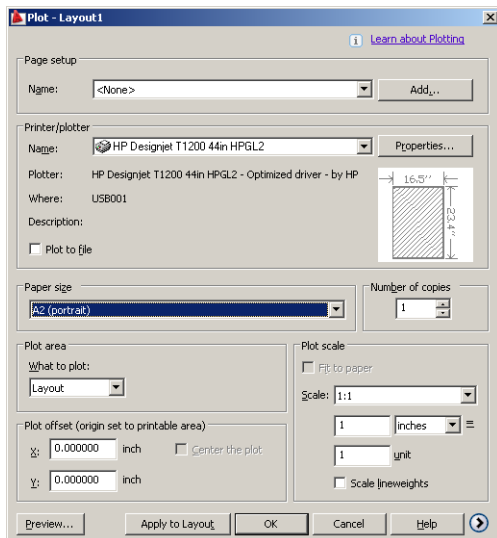 Plot - Layout1
Learn about Plotting
Page setup
Name: <None> Add...
Printer/plotter
Name: HP Designjet T1200 44in HPGL2 Properties...
Plotter: HP Designjet T1200 44in HPGL2 - Optimized driver - by HP
Where: USB001
Description:
Plot to file
16.5''
23.4''
Paper size
A2 (portrait)
Number of copies
1
Plot area
What to plot:
Layout
Plot scale
Fit to paper
Scale: 1:1
1 inches =
1 unit
Scale lineweights
Plot offset (origin set to printable area)
X: 0.000000 inch Center the plot
Y: 0.000000 inch
Preview... Apply to Layout OK Cancel Help